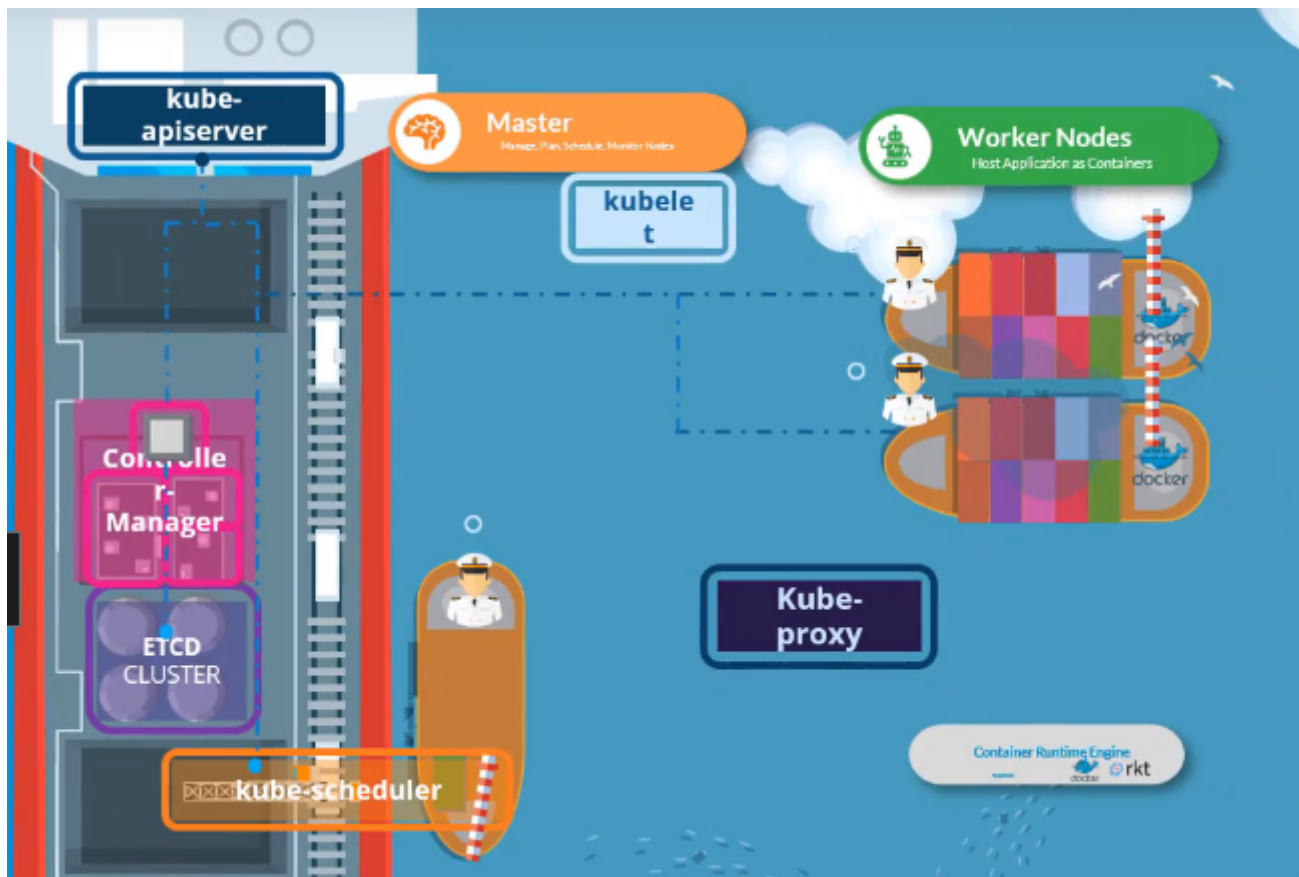 kube-
apiserver
Master
Manage, Plan, Schedule, Monitor Nodes
Worker Nodes
Host Application as Containers
kubele
t
docker
docker
Controlle
r-
Manager
ETCD
CLUSTER
Kube-
proxy
kube-scheduler
Container Runtime Engine
docker
rkt